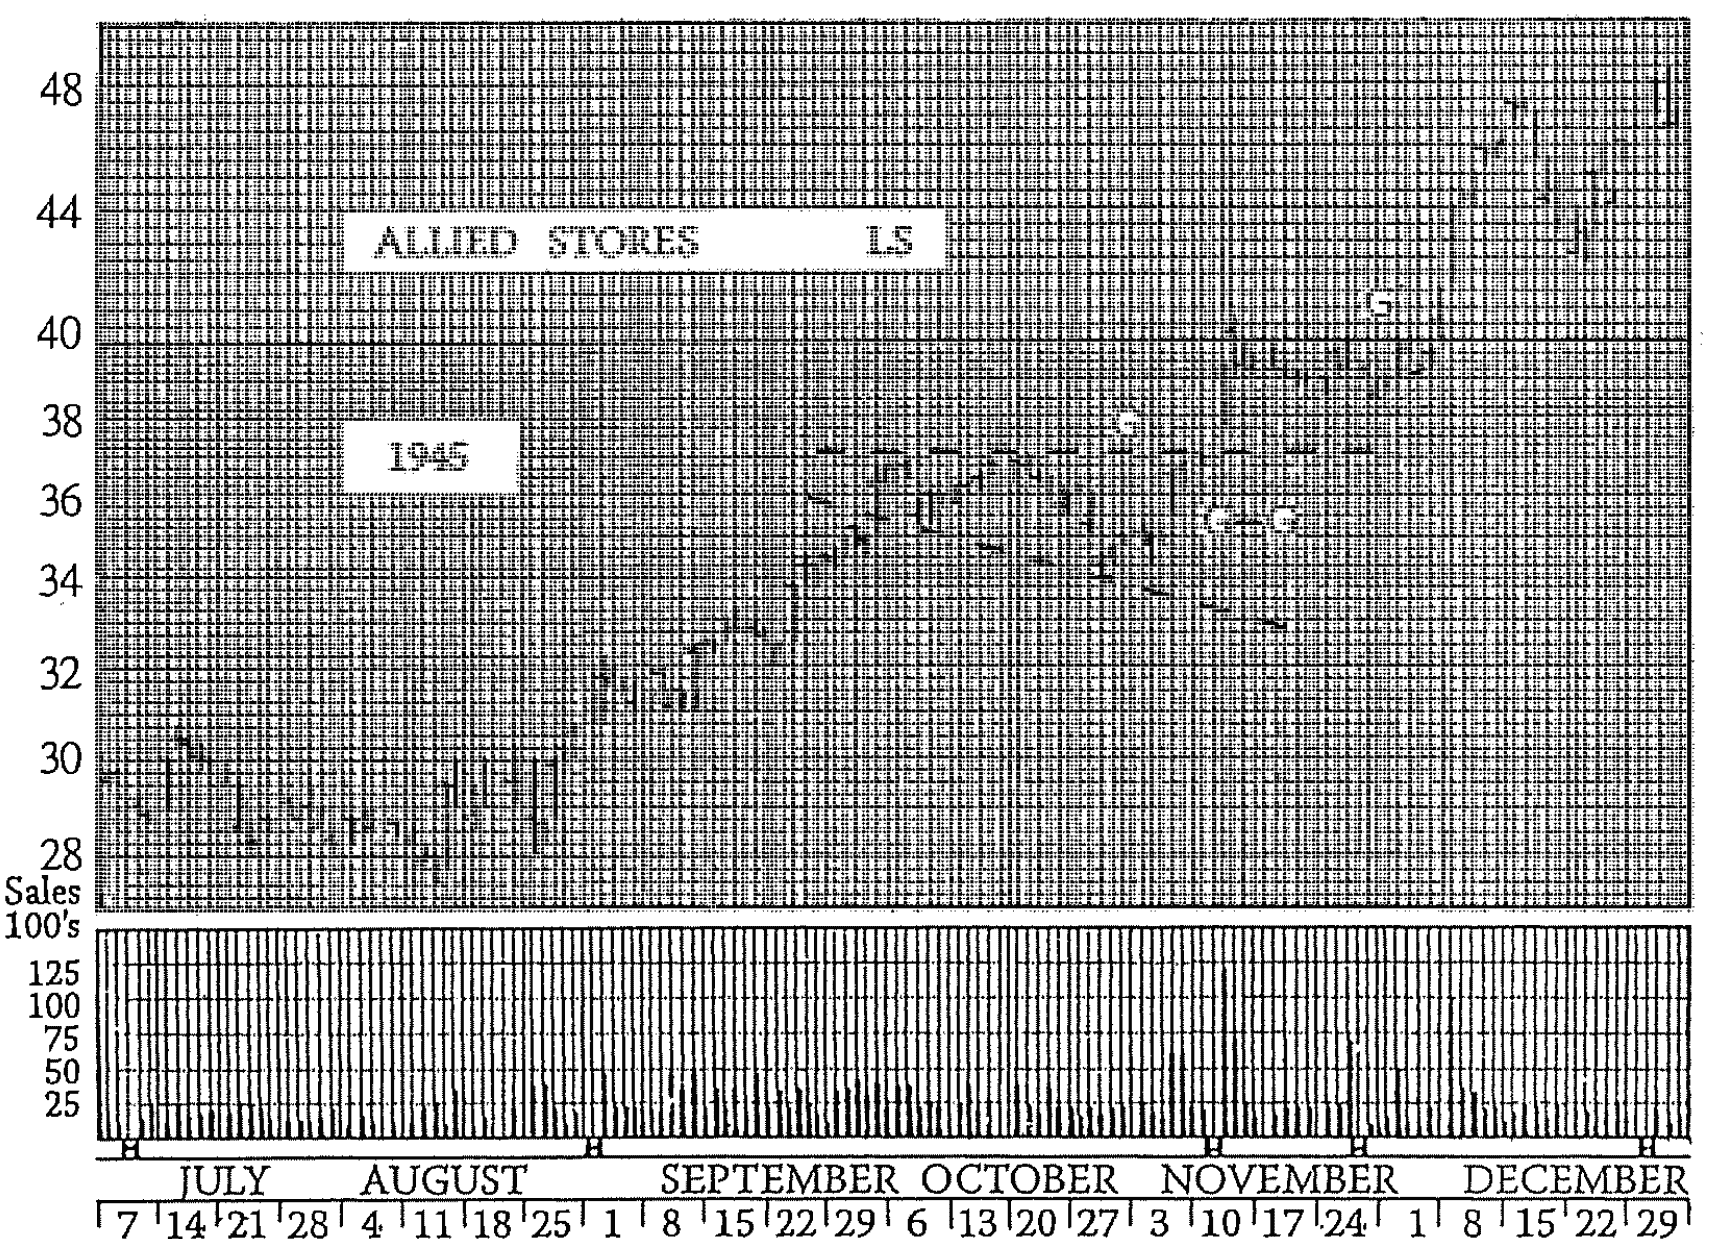 48
44
ALLIED STORES LS
G
40
38
1945
36
34
32
30
28
Sales
100's
125
100
75
50
25
H H H H H
JULY AUGUST SEPTEMBER OCTOBER NOVEMBER DECEMBER
7 14 21 28 4 11 18 25 1 8 15 22 29 6 13 20 27 3 10 17 24 1 8 15 22 29